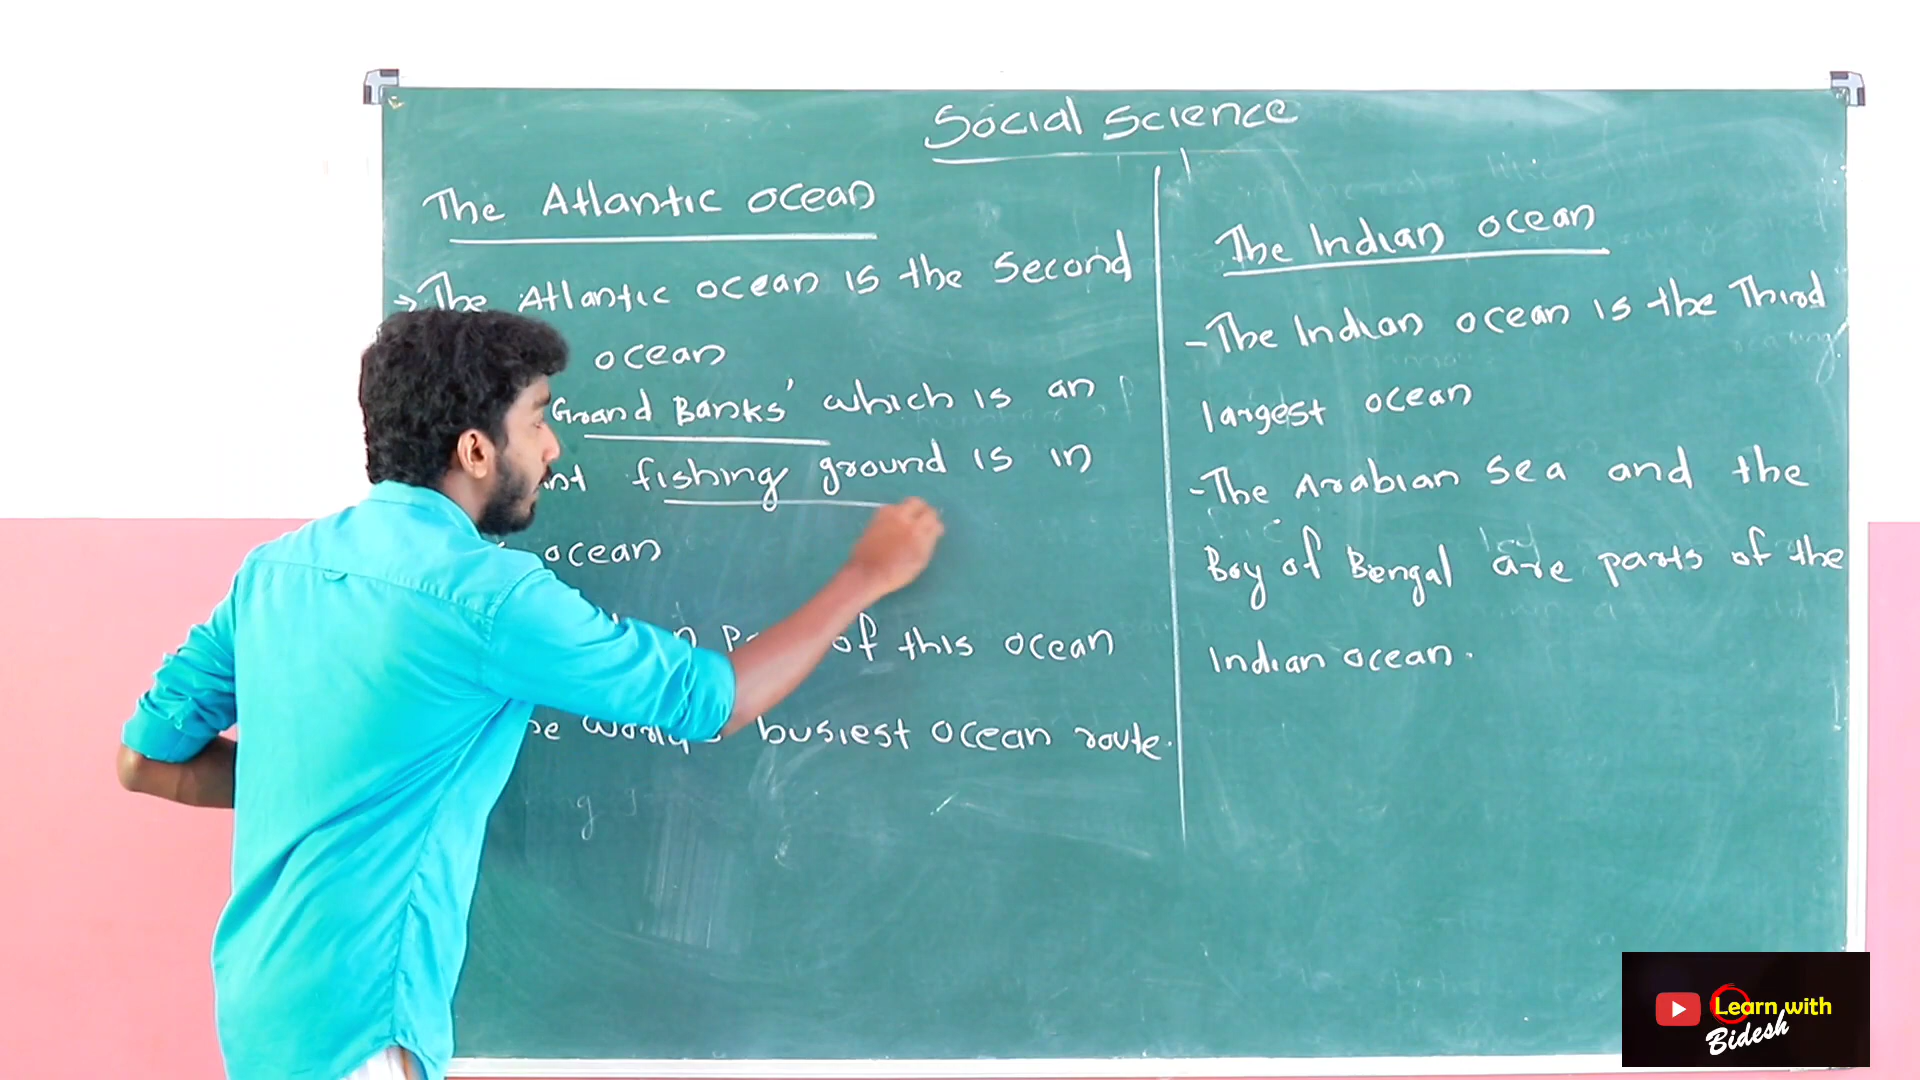 Social Science
The Atlantic ocean
→ The Atlantic ocean is the second
ocean
Grand Banks' which is an
fishing ground is in
ocean
of this ocean
busiest ocean route.
The Indian ocean
- The Indian ocean is the Third
largest ocean
- The Arabian Sea and the
Boy of Bengal are parts of the
Indian ocean.
Learn with
Bidesh